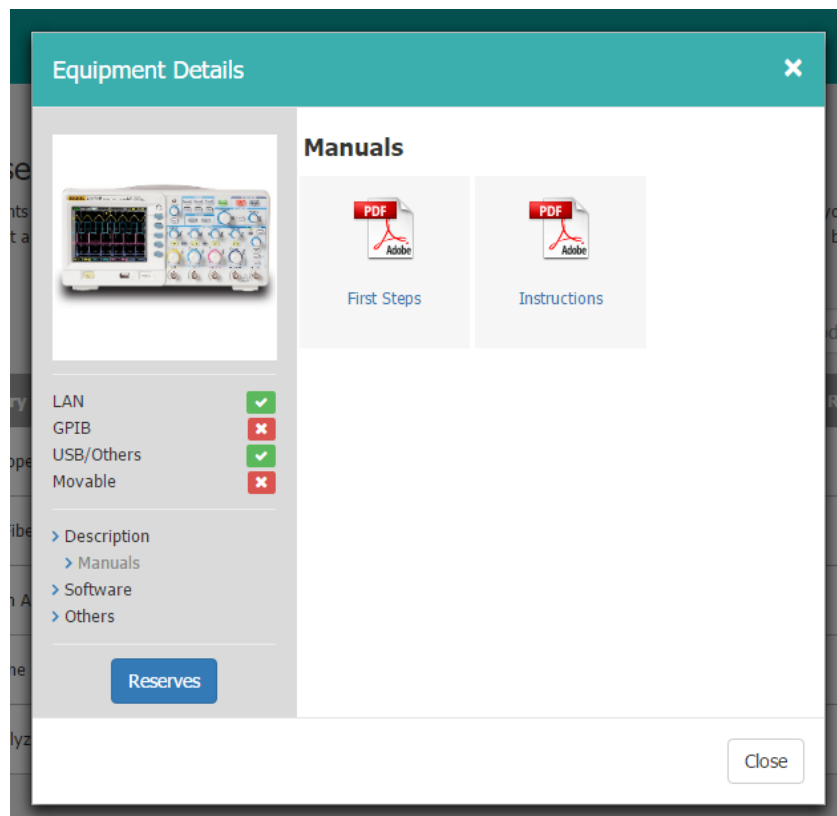 Equipment Details
Manuals
PDF
Adobe
First Steps
PDF
Adobe
Instructions
LAN
GPIB
USB/Others
Movable
Description
Manuals
Software
Others
Reserves
Close